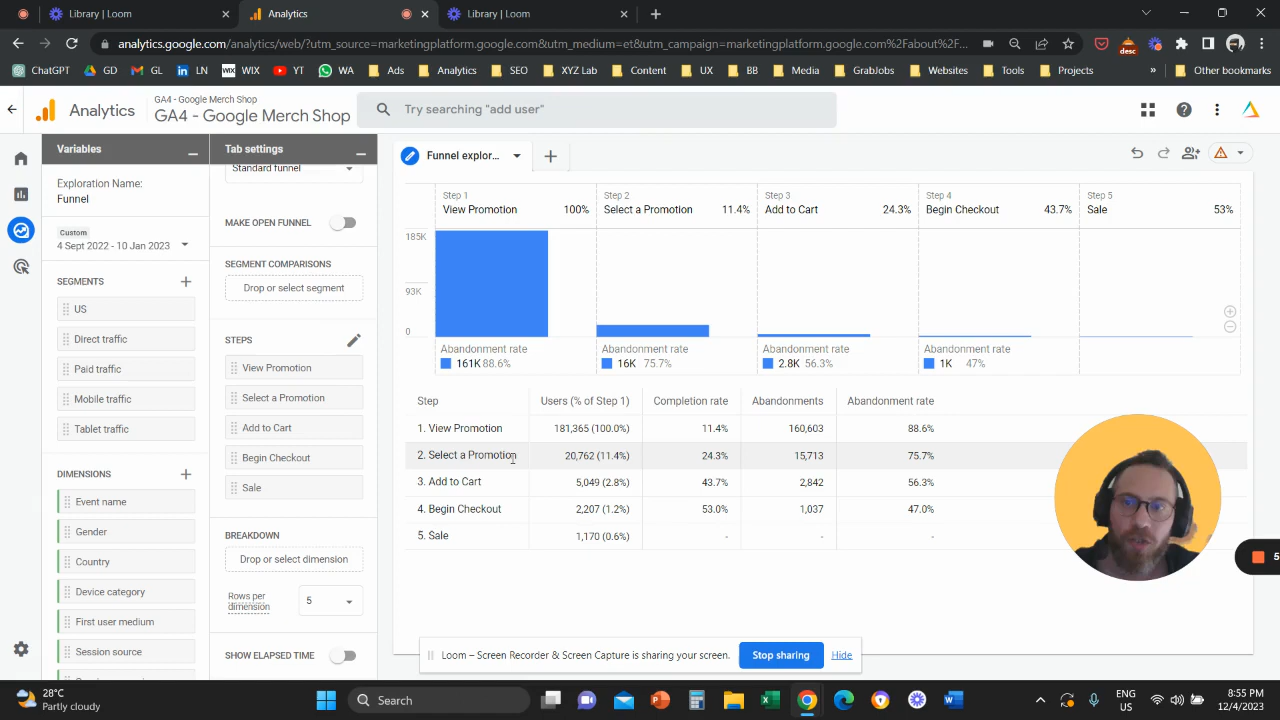 Library | Loom
Analytics
Library | Loom
analytics.google.com/analytics/web/?utm_source=marketingplatform.google.com&utm_medium=et&utm_campaign=marketingplatform.google.com%2Fabout%2F...
desc
ChatGPT
GD
GL
LN
WIX WIX
YT
WA
Ads
Analytics
SEO
XYZ Lab
Content
UX
BB
Media
GrabJobs
Websites
Tools
Projects
»
Other bookmarks
Analytics
GA4 - Google Merch Shop
GA4 - Google Merch Shop
Try searching "add user"
Variables
Exploration Name:
Funnel
Custom
4 Sept 2022 - 10 Jan 2023
SEGMENTS
US
Direct traffic
Paid traffic
Mobile traffic
Tablet traffic
DIMENSIONS
Event name
Gender
Country
Device category
First user medium
Session source
Tab settings
Standard funnel
MAKE OPEN FUNNEL
SEGMENT COMPARISONS
Drop or select segment
STEPS
View Promotion
Select a Promotion
Add to Cart
Begin Checkout
Sale
BREAKDOWN
Drop or select dimension
Rows per
dimension
5
SHOW ELAPSED TIME
Funnel explor...
Step 1
View Promotion 100%
Step 2
Select a Promotion 11.4%
Step 3
Add to Cart 24.3%
Step 4
Begin Checkout 43.7%
Step 5
Sale 53%
185K
93K
0
Abandonment rate
161K 88.6%
Abandonment rate
16K 75.7%
Abandonment rate
2.8K 56.3%
Abandonment rate
1K 47%
Step Users (% of Step 1) Completion rate Abandonments Abandonment rate
1. View Promotion 181,365 (100.0%) 11.4% 160,603 88.6%
2. Select a Promotion 20,762 (11.4%) 24.3% 15,713 75.7%
3. Add to Cart 5,049 (2.8%) 43.7% 2,842 56.3%
4. Begin Checkout 2,207 (1.2%) 53.0% 1,037 47.0%
5. Sale 1,170 (0.6%) - - -
5
Loom – Screen Recorder & Screen Capture is sharing your screen.
Stop sharing
Hide
28°C
Partly cloudy
Search
ENG
US
8:55 PM
12/4/2023